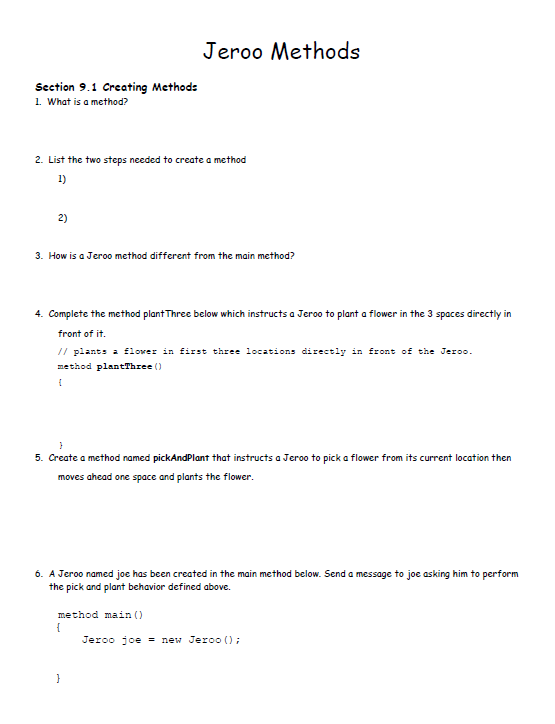 Jeroo Methods
Section 9.1 Creating Methods
1. What is a method?
2. List the two steps needed to create a method
1)
2)
3. How is a Jeroo method different from the main method?
4. Complete the method plantThree below which instructs a Jeroo to plant a flower in the 3 spaces directly in
front of it.
// plants a flower in first three locations directly in front of the Jeroo.
method plantThree()
{
}
5. Create a method named pickAndPlant that instructs a Jeroo to pick a flower from its current location then
moves ahead one space and plants the flower.
6. A Jeroo named joe has been created in the main method below. Send a message to joe asking him to perform
the pick and plant behavior defined above.
method main()
{
Jeroo joe = new Jeroo();
}